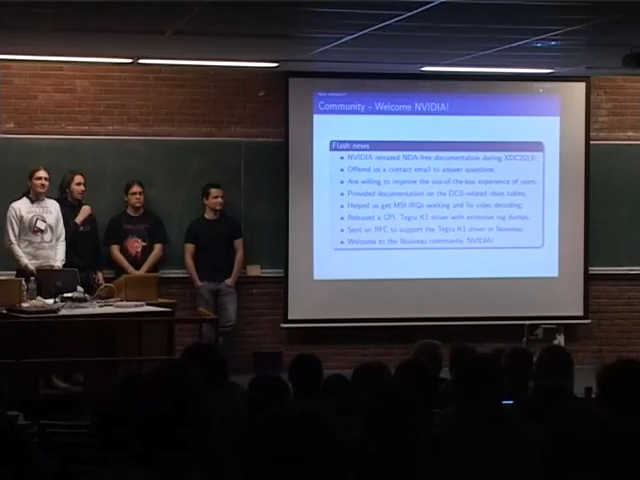 Community - Welcome NVIDIA!
Flash news
NVIDIA released NDA-free documentation during XDC2013!;
Offered us a contact email to answer questions;
Are willing to improve the out-of-the-box experience of users;
Provided documentation on the DCB-related vbios tables;
Helped us get MSI IRQs working and fix video decoding;
Released a GPL Tegra K1 driver with extensive reg dumps;
Sent an RFC to support the Tegra K1 driver in Nouveau;
Welcome to the Nouveau community, NVIDIA!